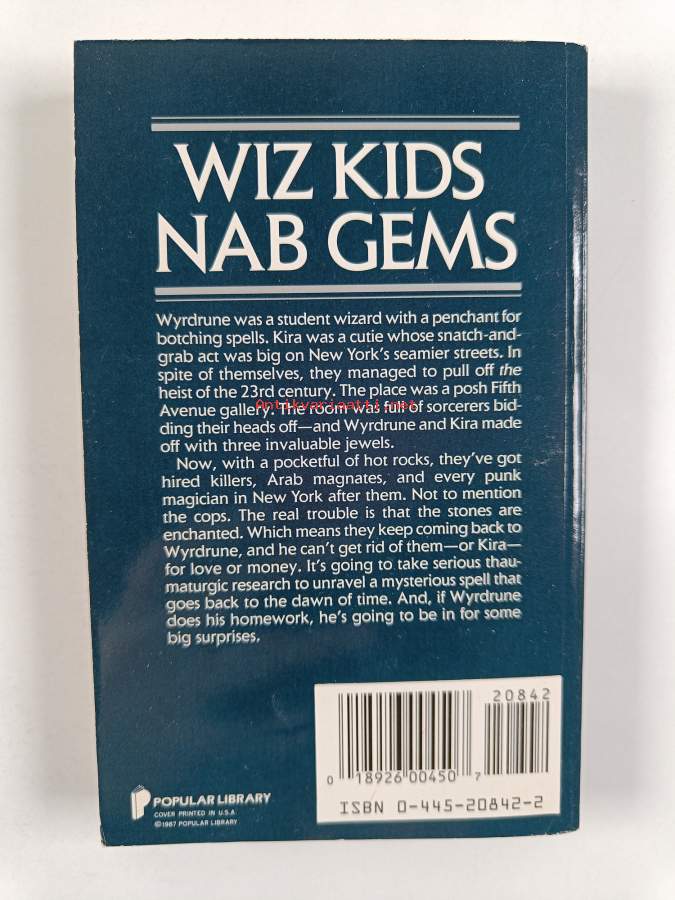 WIZ KIDS
NAB GEMS
Wyrdrune was a student wizard with a penchant for
botching spells. Kira was a cutie whose snatch-and-
grab act was big on New York's seamier streets. In
spite of themselves, they managed to pull off the
heist of the 23rd century. The place was a posh Fifth
Avenue gallery. The room was full of sorcerers bid-
ding their heads off—and Wyrdrune and Kira made
off with three invaluable jewels.
Now, with a pocketful of hot rocks, they've got
hired killers, Arab magnates, and every punk
magician in New York after them. Not to mention
the cops. The real trouble is that the stones are
enchanted. Which means they keep coming back to
Wyrdrune, and he can't get rid of them—or Kira—
for love or money. It's going to take serious thau-
maturgic research to unravel a mysterious spell that
goes back to the dawn of time. And, if Wyrdrune
does his homework, he's going to be in for some
big surprises.
Antikvariaatti.net
20842
0 18926 00450 7
ISBN 0-445-20842-2
POPULAR LIBRARY
COVER PRINTED IN U.S.A.
©1987 POPULAR LIBRARY